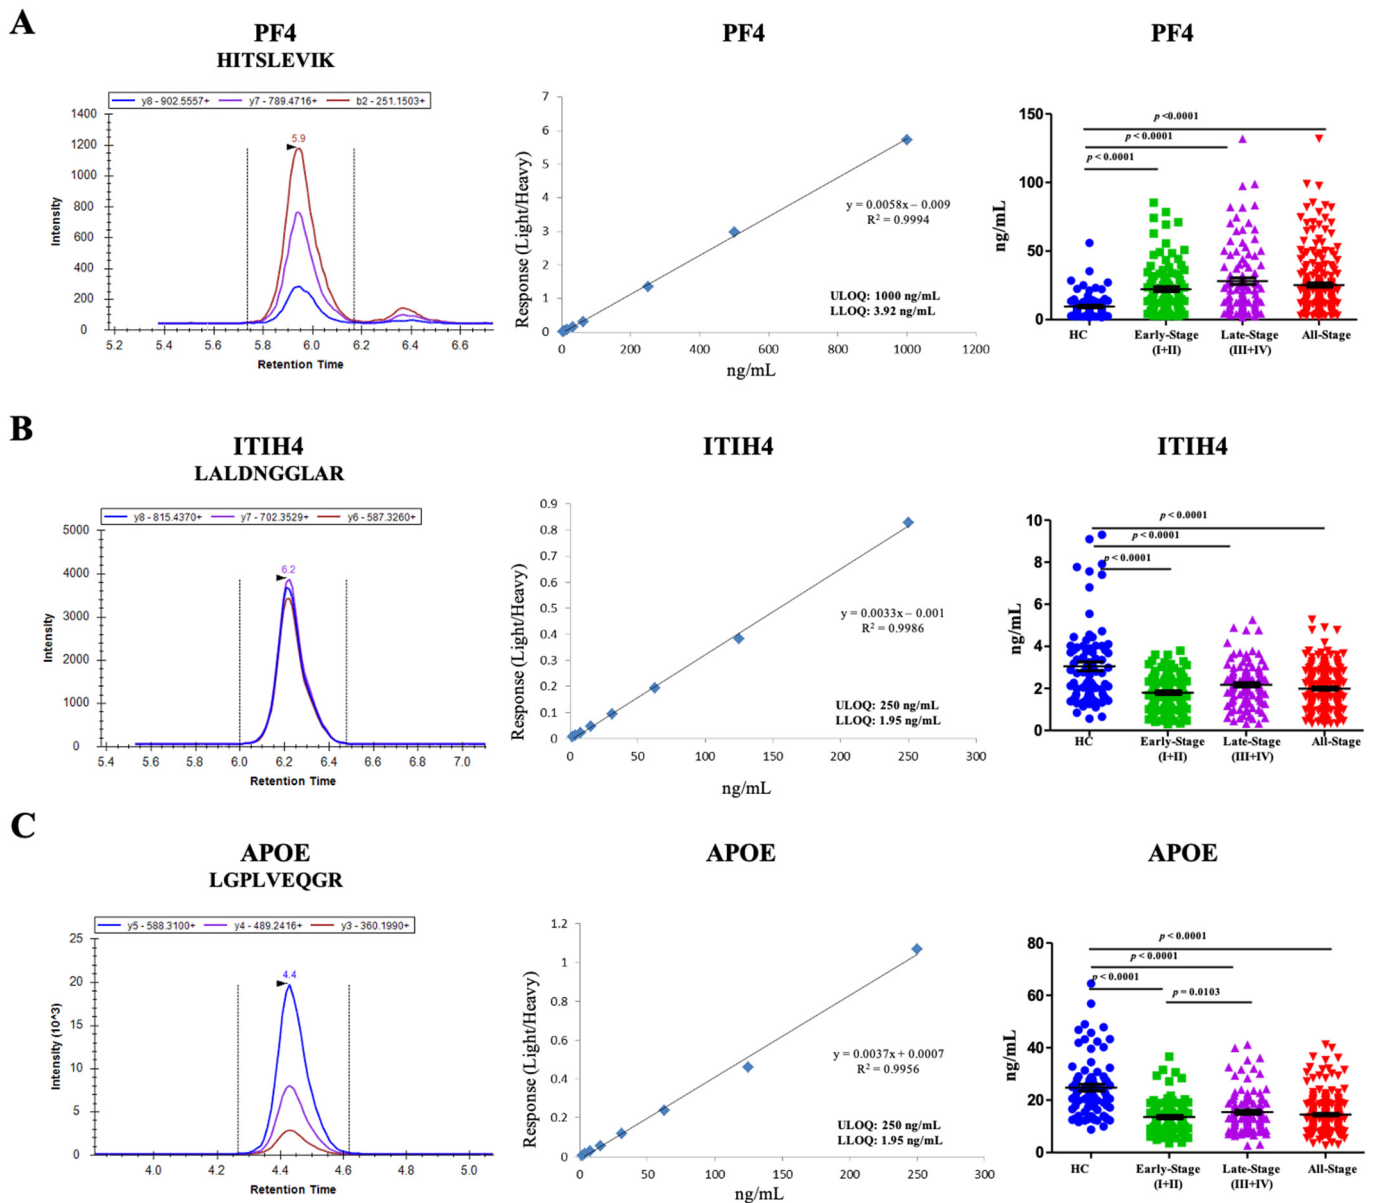 A
PF4
HITSLEVIK
y8 - 902.5557+ y7 - 789.4716+ b2 - 251.1503+
1400
1200
1000
800
600
400
200
0
Intensity
5.9
5.2 5.4 5.6 5.8 6.0 6.2 6.4 6.6
Retention Time
PF4
7
6
5
4
3
2
1
0
Response (Light/Heavy)
y = 0.0058x – 0.009
R² = 0.9994
ULOQ: 1000 ng/mL
LLOQ: 3.92 ng/mL
0 200 400 600 800 1000 1200
ng/mL
PF4
150
100
50
0
ng/mL
p <0.0001
p < 0.0001
p < 0.0001
HC Early-Stage Late-Stage All-Stage
(I+II) (III+IV)
B
ITIH4
LALDNGGLAR
y8 - 815.4370+ y7 - 702.3529+ y6 - 587.3260+
5000
4000
3000
2000
1000
0
Intensity
6.2
5.4 5.6 5.8 6.0 6.2 6.4 6.6 6.8 7.0
Retention Time
ITIH4
0.9
0.8
0.7
0.6
0.5
0.4
0.3
0.2
0.1
0
Response (Light/Heavy)
y = 0.0033x – 0.001
R² = 0.9986
ULOQ: 250 ng/mL
LLOQ: 1.95 ng/mL
0 50 100 150 200 250 300
ng/mL
ITIH4
10
8
6
4
2
0
ng/mL
p < 0.0001
p < 0.0001
p < 0.0001
HC Early-Stage Late-Stage All-Stage
(I+II) (III+IV)
C
APOE
LGPLVEQGR
y5 - 588.3100+ y4 - 489.2416+ y3 - 360.1990+
25
20
15
10
5
0
Intensity (10^3)
4.4
4.0 4.2 4.4 4.6 4.8 5.0
Retention Time
APOE
1.2
1
0.8
0.6
0.4
0.2
0
Response (Light/Heavy)
y = 0.0037x + 0.0007
R² = 0.9956
ULOQ: 250 ng/mL
LLOQ: 1.95 ng/mL
0 50 100 150 200 250 300
ng/mL
APOE
80
60
40
20
0
ng/mL
p < 0.0001
p < 0.0001
p < 0.0001
p = 0.0103
HC Early-Stage Late-Stage All-Stage
(I+II) (III+IV)